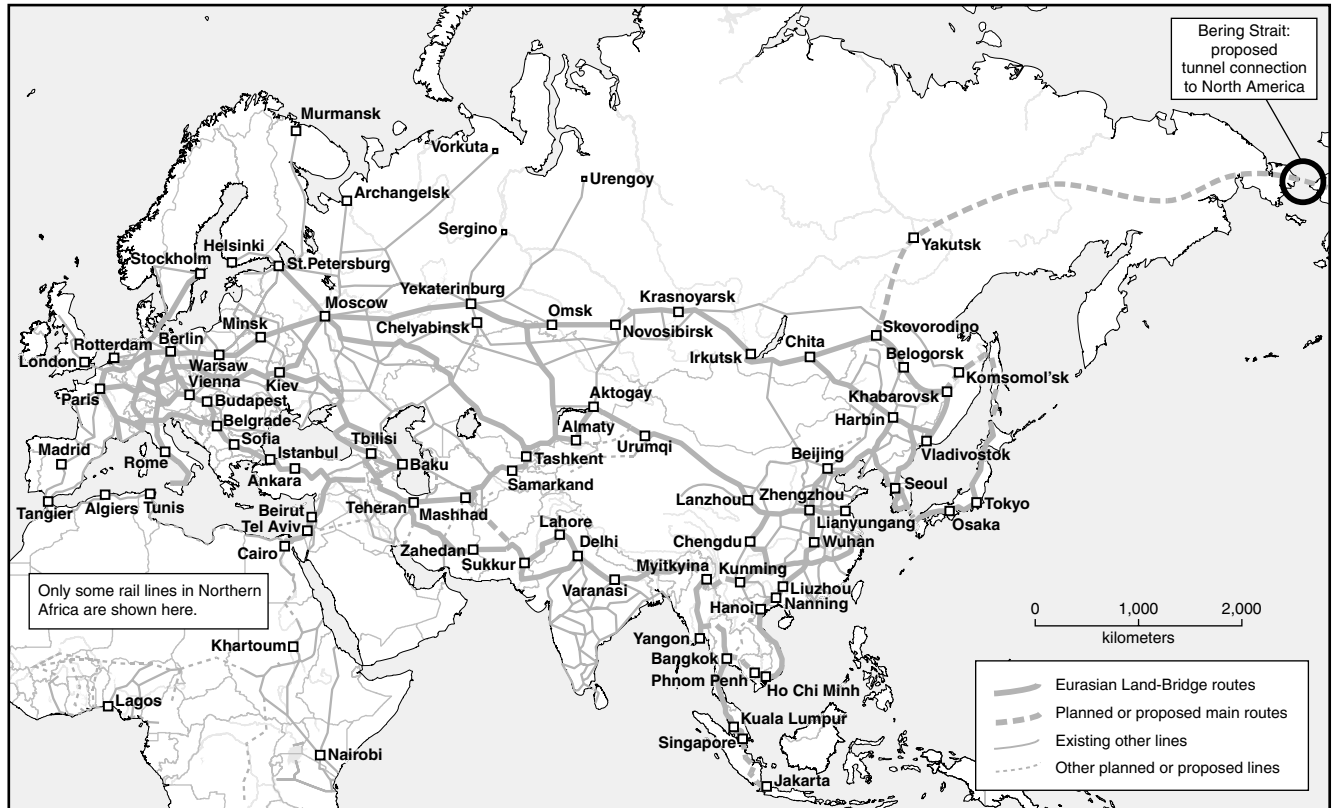 Bering Strait:
proposed
tunnel connection
to North America
Murmansk
Vorkuta
Urengoy
Archangelsk
Sergino
Yakutsk
Helsinki
Stockholm
St.Petersburg
Yekaterinburg
Krasnoyarsk
Moscow
Omsk
Chelyabinsk
Novosibirsk
Skovorodino
Minsk
Rotterdam
Berlin
Irkutsk
Chita
Belogorsk
London
Warsaw
Komsomol'sk
Vienna
Kiev
Khabarovsk
Paris
Budapest
Aktogay
Harbin
Belgrade
Almaty
Madrid
Sofia
Tbilisi
Urumqi
Istanbul
Vladivostok
Rome
Baku
Tashkent
Beijing
Ankara
Samarkand
Seoul
Tangier
Algiers
Tunis
Beirut
Teheran
Mashhad
Lanzhou
Zhengzhou
Tokyo
Tel Aviv
Lahore
Lianyungang
Osaka
Cairo
Zahedan
Delhi
Chengdu
Wuhan
Sukkur
Myitkyina
Kunming
Varanasi
Liuzhou
Hanoi
Nanning
Only some rail lines in Northern
Africa are shown here.
0 1,000 2,000
kilometers
Khartoum
Yangon
Bangkok
Phnom Penh
Ho Chi Minh
Lagos
Kuala Lumpur
Singapore
Nairobi
Jakarta
Eurasian Land-Bridge routes
Planned or proposed main routes
Existing other lines
Other planned or proposed lines